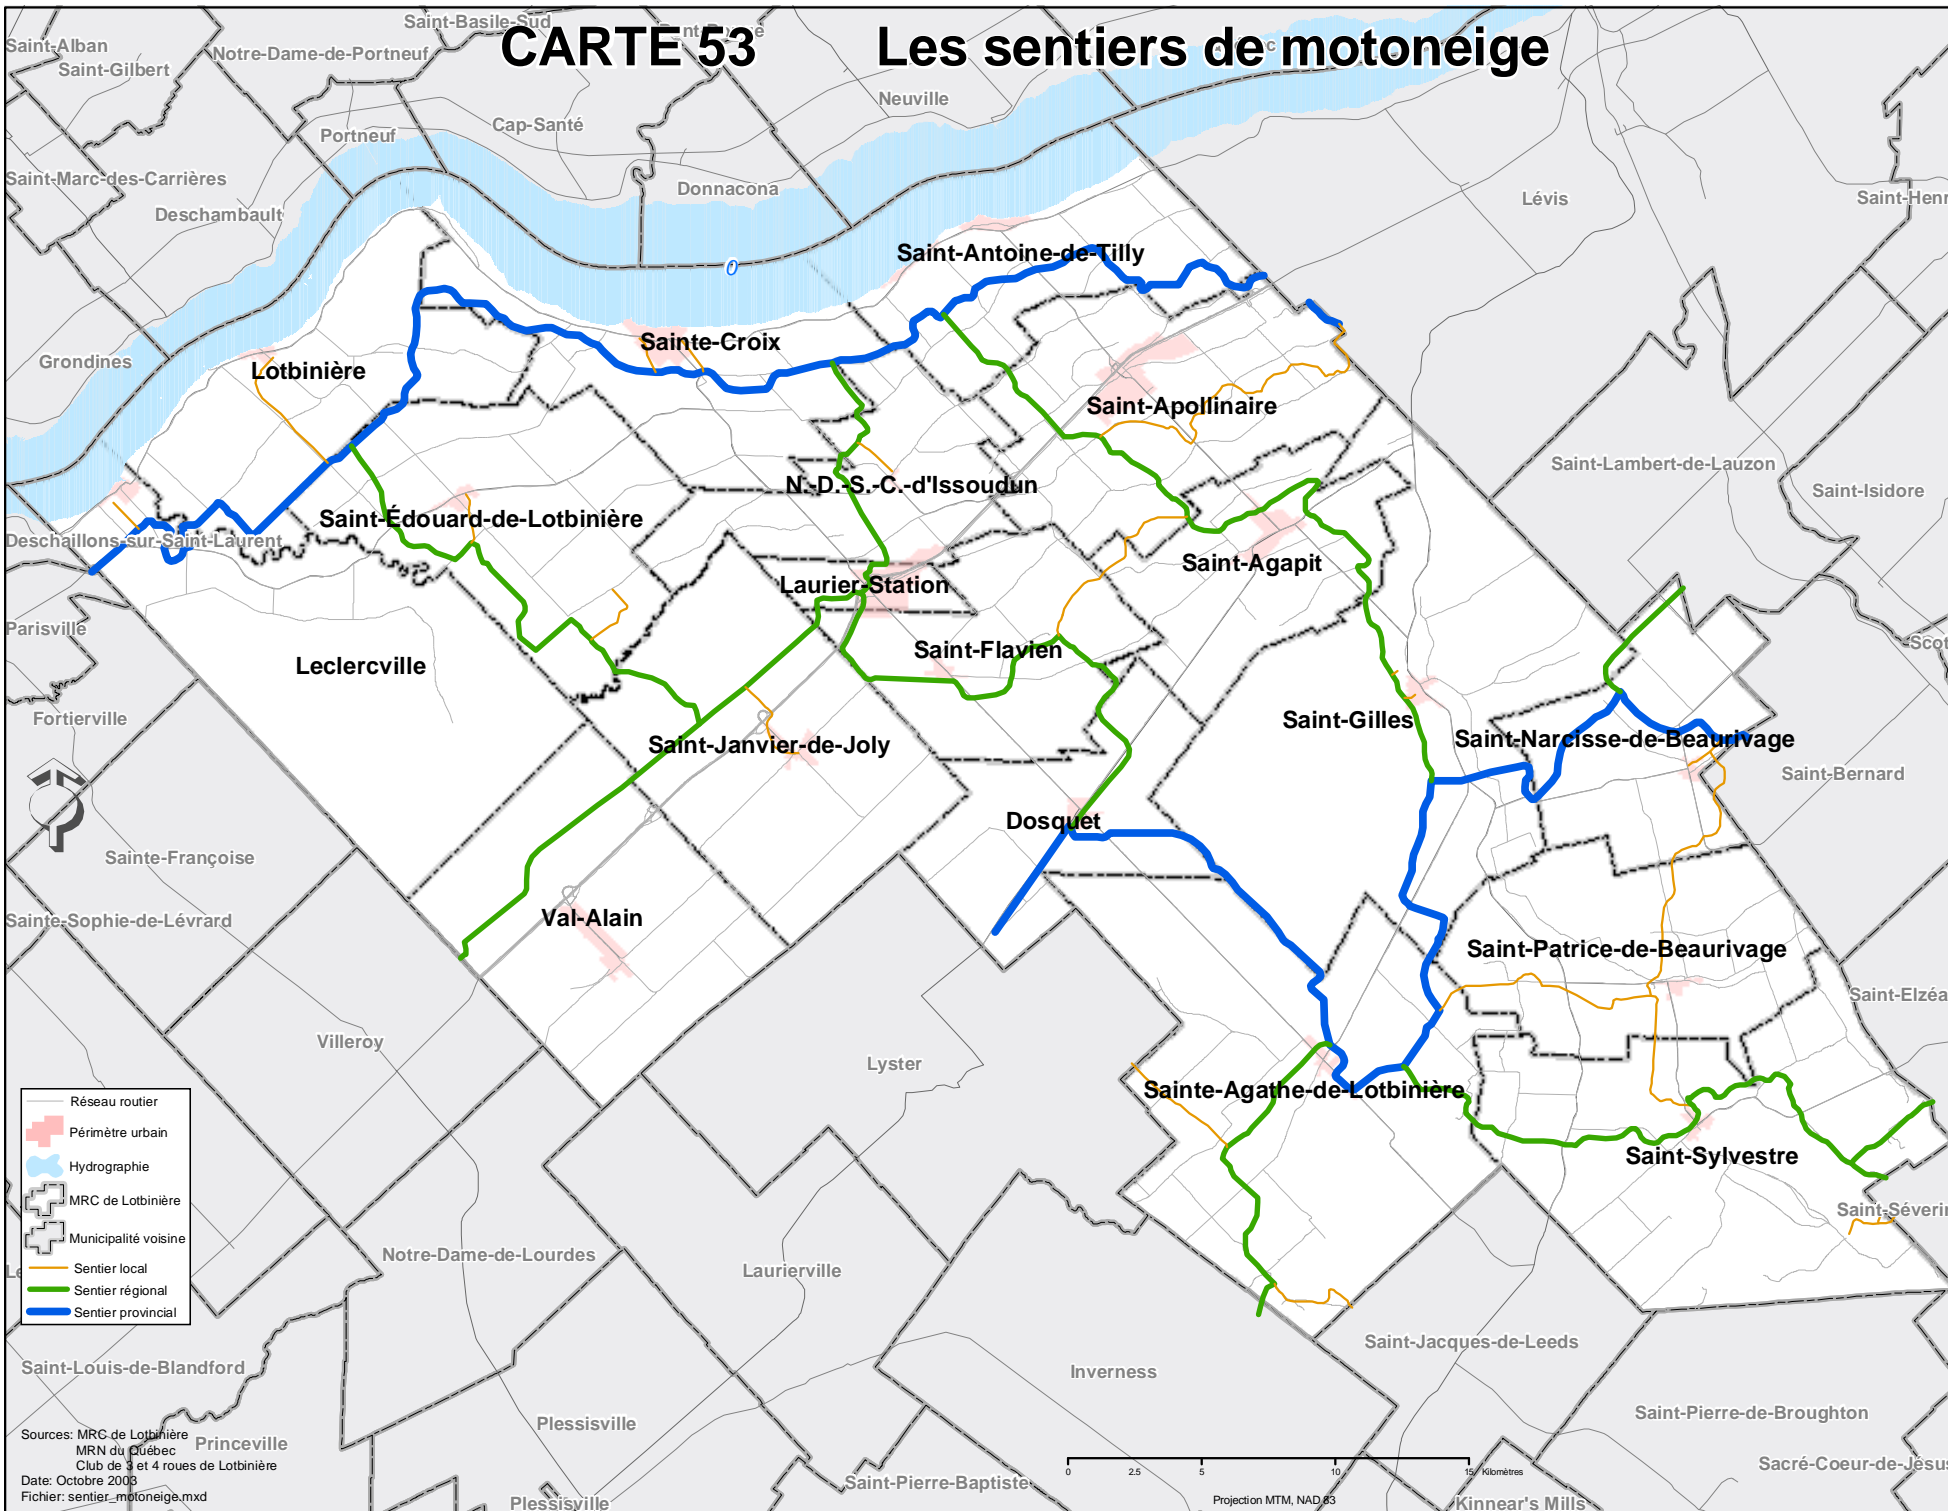 CARTE 53
Les sentiers de motoneige
Saint-Basile-Sud
Saint-Alban
Notre-Dame-de-Portneuf
Saint-Gilbert
Neuville
Cap-Santé
Portneuf
Saint-Marc-des-Carrières
Donnacona
Deschambault
Lévis
Saint-Antoine-de-Tilly
Sainte-Croix
Grondines
Lotbinière
Saint-Apollinaire
Saint-Lambert-de-Lauzon
Saint-Isidore
N.-D.-S.-C.-d'Issoudun
Saint-Édouard-de-Lotbinière
Deschaillons-sur-Saint-Laurent
Saint-Agapit
Laurier-Station
Parisville
Saint-Flavien
Leclercville
Fortierville
Saint-Gilles
Saint-Janvier-de-Joly
Saint-Narcisse-de-Beaurivage
Saint-Bernard
Dosquet
Sainte-Françoise
Sainte-Sophie-de-Lévrard
Val-Alain
Saint-Patrice-de-Beaurivage
Saint-Elzéa
Villeroy
Lyster
Sainte-Agathe-de-Lotbinière
Saint-Sylvestre
Saint-Séverin
Notre-Dame-de-Lourdes
Laurierville
Saint-Jacques-de-Leeds
Saint-Louis-de-Blandford
Inverness
Saint-Pierre-de-Broughton
Plessisville
Princeville
Sacré-Coeur-de-Jésus
Saint-Pierre-Baptiste
Plessisville
Kinnear's Mills
Réseau routier
Périmètre urbain
Hydrographie
MRC de Lotbinière
Municipalité voisine
Sentier local
Sentier régional
Sentier provincial
Sources: MRC de Lotbinière
MRN du Québec
Club de 3 et 4 roues de Lotbinière
Date: Octobre 2003
Fichier: sentier_motoneige.mxd
0 2.5 5 10 15 Kilomètres
Projection MTM, NAD 83